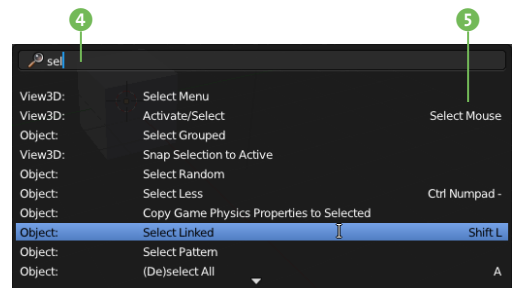 4 5
sel
View3D: Select Menu
View3D: Activate/Select Select Mouse
Object: Select Grouped
View3D: Snap Selection to Active
Object: Select Random
Object: Select Less Ctrl Numpad -
Object: Copy Game Physics Properties to Selected
Object: Select Linked Shift L
Object: Select Pattern
Object: (De)select All A